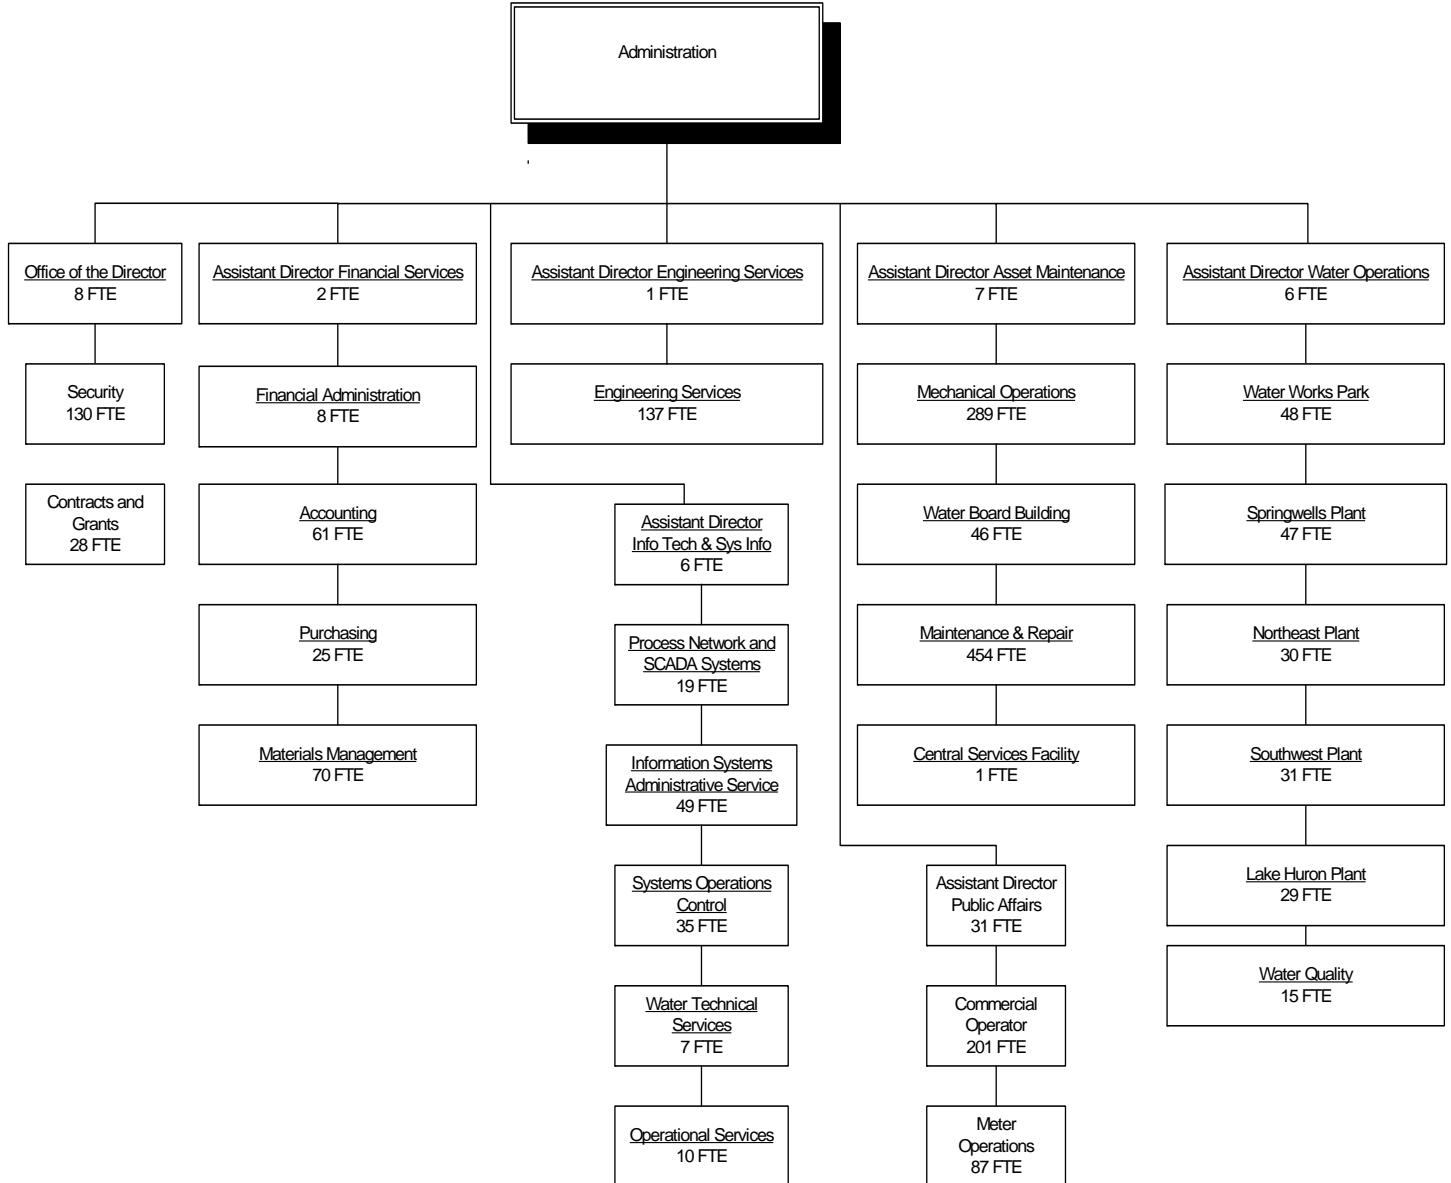 Administration
Office of the Director
8 FTE
Security
130 FTE
Contracts and
Grants
28 FTE
Assistant Director Financial Services
2 FTE
Financial Administration
8 FTE
Accounting
61 FTE
Purchasing
25 FTE
Materials Management
70 FTE
Assistant Director Engineering Services
1 FTE
Engineering Services
137 FTE
Assistant Director
Info Tech & Sys Info
6 FTE
Process Network and
SCADA Systems
19 FTE
Information Systems
Administrative Service
49 FTE
Systems Operations
Control
35 FTE
Water Technical
Services
7 FTE
Operational Services
10 FTE
Assistant Director Asset Maintenance
7 FTE
Mechanical Operations
289 FTE
Water Board Building
46 FTE
Maintenance & Repair
454 FTE
Central Services Facility
1 FTE
Assistant Director
Public Affairs
31 FTE
Commercial
Operator
201 FTE
Meter
Operations
87 FTE
Assistant Director Water Operations
6 FTE
Water Works Park
48 FTE
Springwells Plant
47 FTE
Northeast Plant
30 FTE
Southwest Plant
31 FTE
Lake Huron Plant
29 FTE
Water Quality
15 FTE